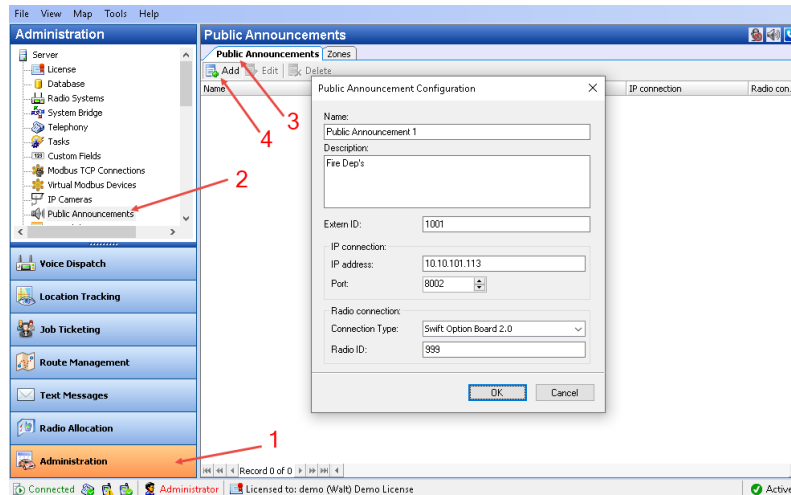 File View Map Tools Help
Administration
Server
License
Database
Radio Systems
System Bridge
Telephony
Tasks
Custom Fields
Modbus TCP Connections
Virtual Modbus Devices
IP Cameras
Public Announcements
Voice Dispatch
Location Tracking
Job Ticketing
Route Management
Text Messages
Radio Allocation
Administration
Public Announcements
Public Announcements Zones
Add Edit Delete
Name IP connection Radio con.
Public Announcement Configuration
Name:
Public Announcement 1
Description:
Fire Dep's
Extern ID: 1001
IP connection:
IP address: 10.10.101.113
Port: 8002
Radio connection:
Connection Type: Swift Option Board 2.0
Radio ID: 999
OK Cancel
1
2
3
4
Record 0 of 0
Connected Administrator Licensed to: demo (Walt) Demo License Active